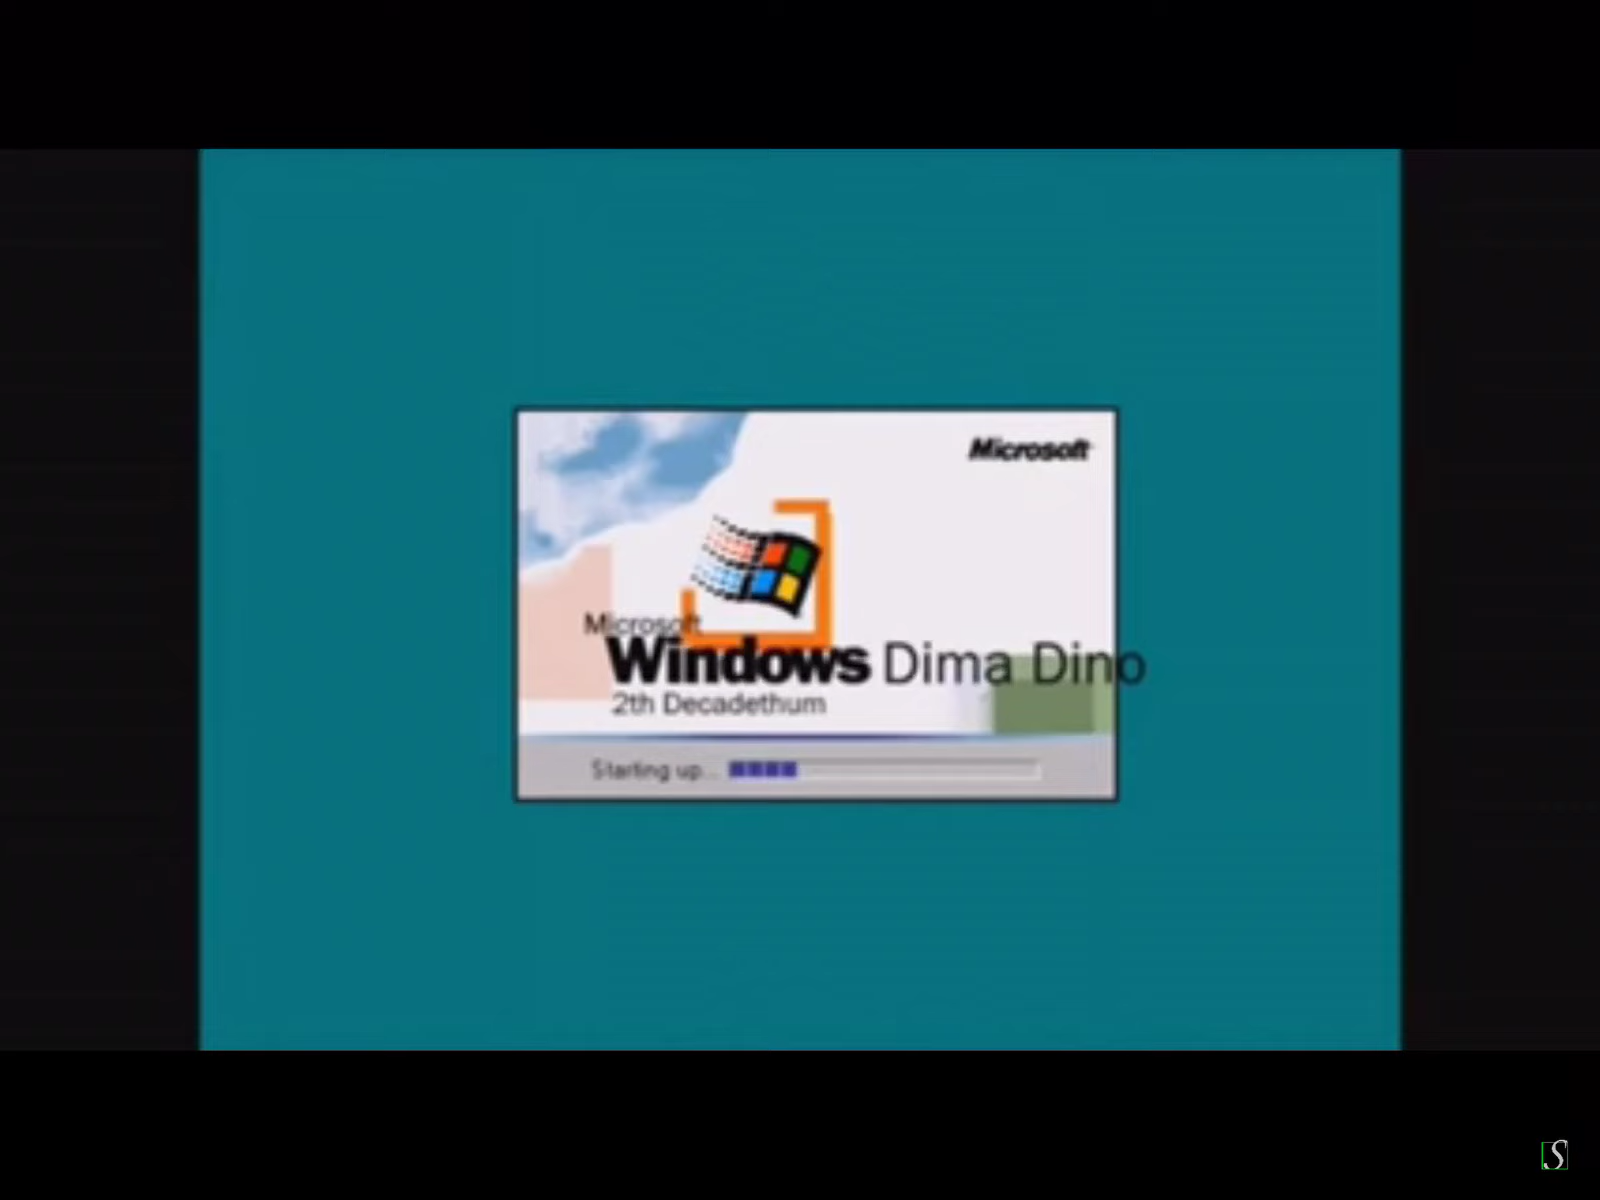 Microsoft
Microsoft
Windows Dima Dino
2th Decadethum
Starting up...
S